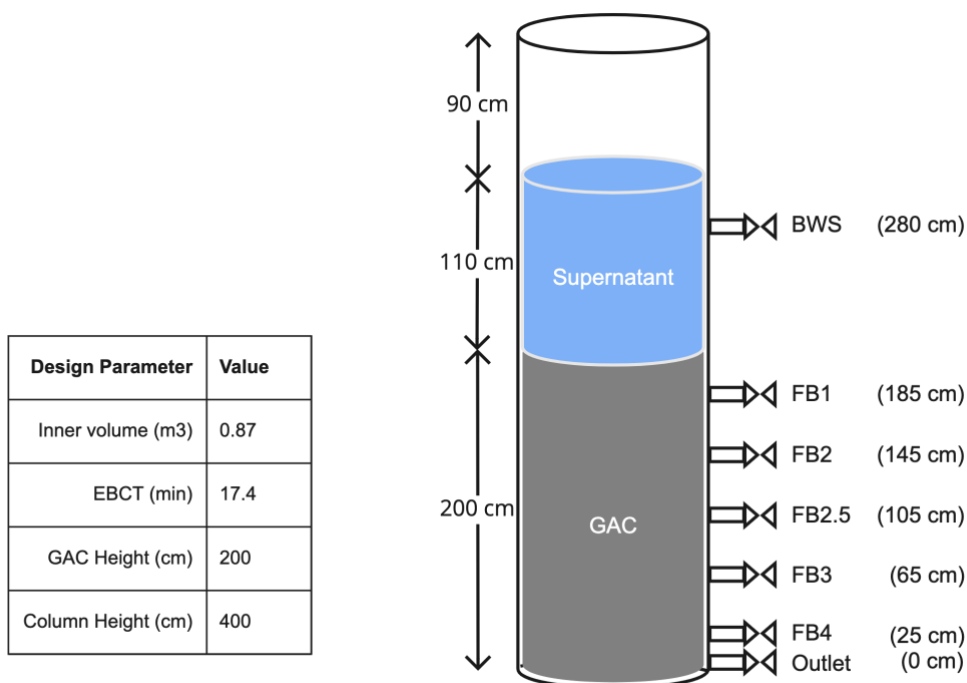 90 cm
BWS (280 cm)
110 cm
Supernatant
Design Parameter Value
Inner volume (m3) 0.87
EBCT (min) 17.4
GAC Height (cm) 200
Column Height (cm) 400
FB1 (185 cm)
FB2 (145 cm)
200 cm
GAC
FB2.5 (105 cm)
FB3 (65 cm)
FB4 (25 cm)
Outlet (0 cm)